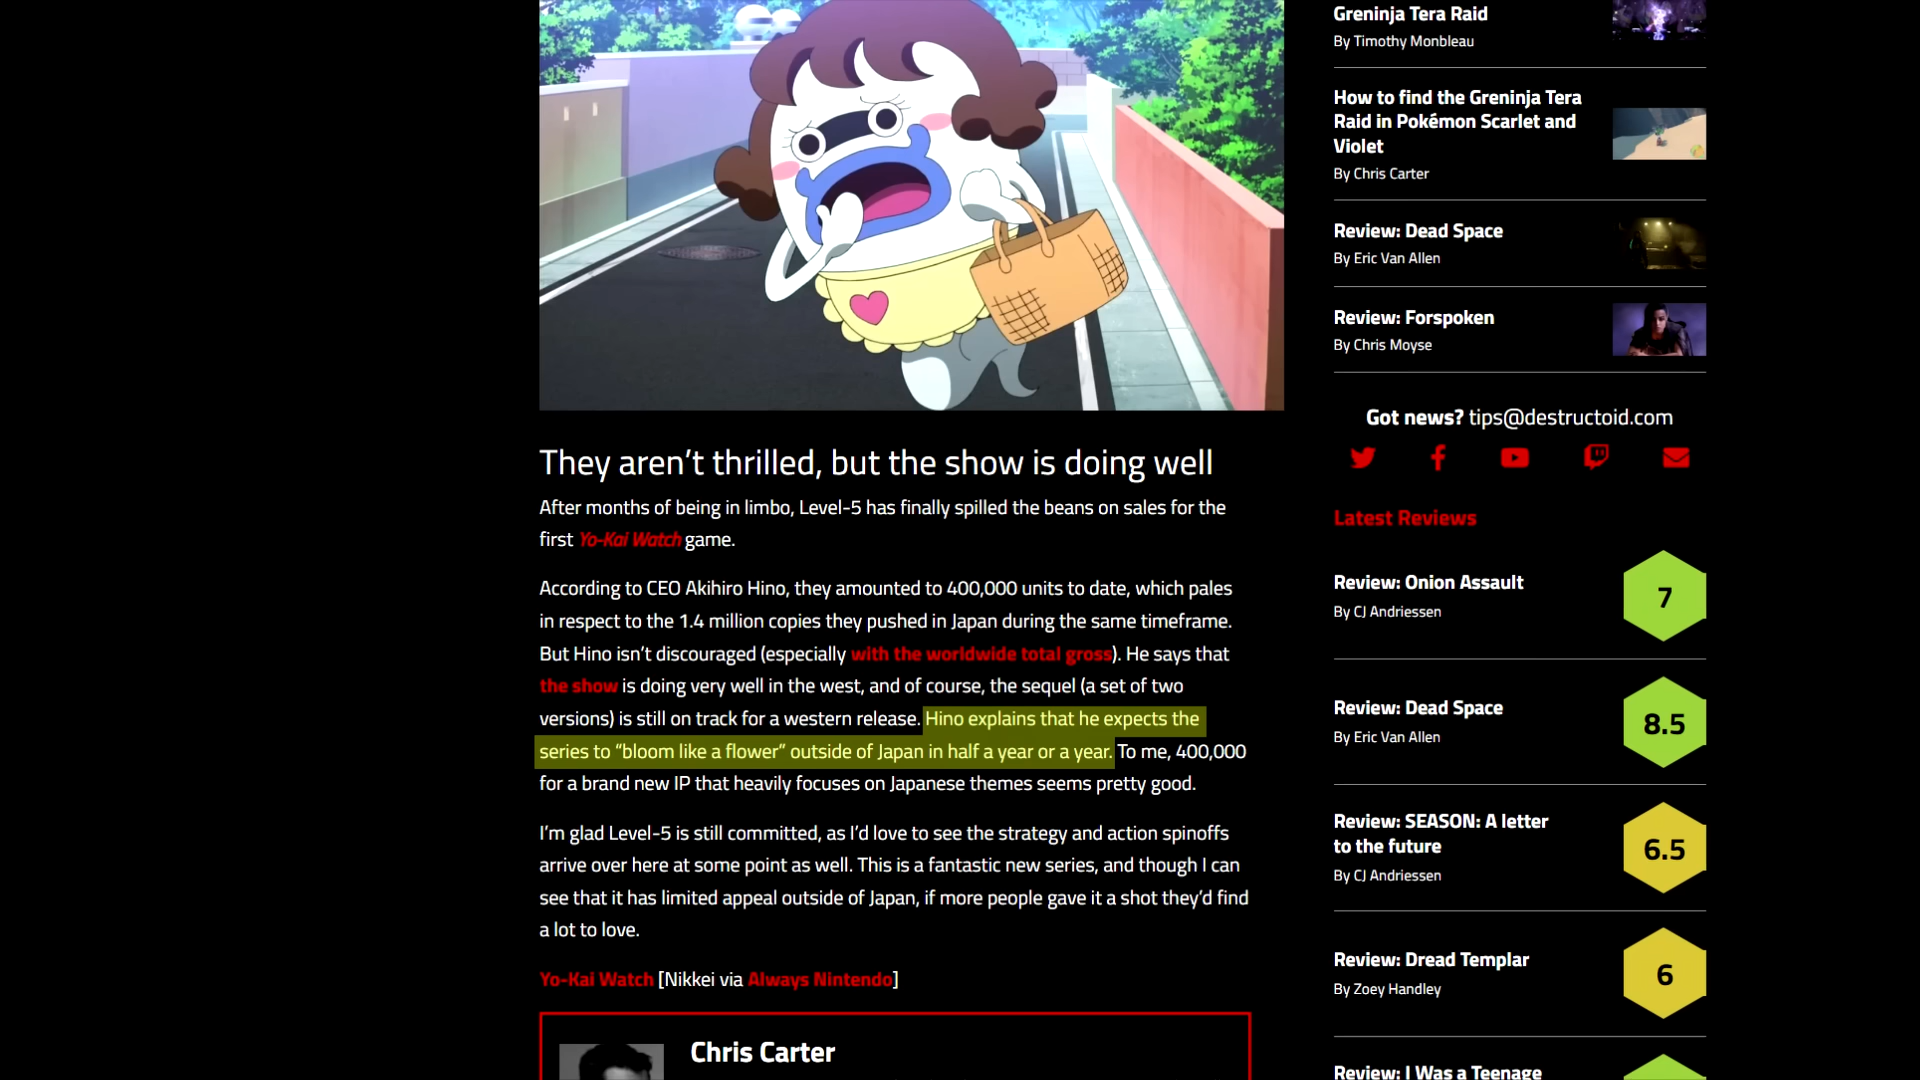 They aren’t thrilled, but the show is doing well
After months of being in limbo, Level-5 has finally spilled the beans on sales for the
first Yo-Kai Watch game.
According to CEO Akihiro Hino, they amounted to 400,000 units to date, which pales
in respect to the 1.4 million copies they pushed in Japan during the same timeframe.
But Hino isn’t discouraged (especially with the worldwide total gross). He says that
the show is doing very well in the west, and of course, the sequel (a set of two
versions) is still on track for a western release. Hino explains that he expects the
series to “bloom like a flower” outside of Japan in half a year or a year. To me, 400,000
for a brand new IP that heavily focuses on Japanese themes seems pretty good.
I’m glad Level-5 is still committed, as I’d love to see the strategy and action spinoffs
arrive over here at some point as well. This is a fantastic new series, and though I can
see that it has limited appeal outside of Japan, if more people gave it a shot they’d find
a lot to love.
Yo-Kai Watch [Nikkei via Always Nintendo]
Chris Carter
Greninja Tera Raid
By Timothy Monbleau
How to find the Greninja Tera
Raid in Pokémon Scarlet and
Violet
By Chris Carter
Review: Dead Space
By Eric Van Allen
Review: Forspoken
By Chris Moyse
Got news? tips@destructoid.com
Latest Reviews
Review: Onion Assault
By CJ Andriessen
7
Review: Dead Space
By Eric Van Allen
8.5
Review: SEASON: A letter
to the future
By CJ Andriessen
6.5
Review: Dread Templar
By Zoey Handley
6
Review: I Was a Teenage